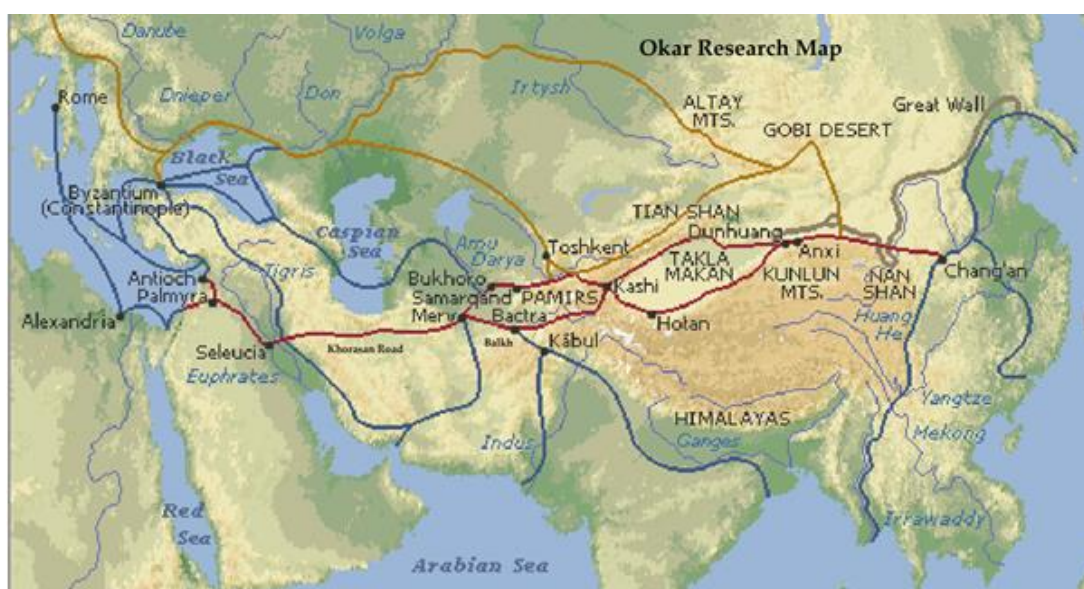 Okar Research Map
Danube
Volga
Rome
Dnieper
Don
Irtysh
ALTAY
MTS.
Great Wall
GOBI DESERT
Black
Sea
Byzantium
(Constantinople)
Caspian
Sea
TIAN SHAN
Dunhuang
Amu
Darya
Toshkent
TAKLA
MAKAN
Anxi
Antioch
Tigris
Bukhoro
Samarqand
PAMIRS
Kashi
KUNLUN
MTS.
NAN
SHAN
Chang'an
Palmyra
Alexandria
Merv
Bactra
Hotan
Huang
He
Seleucia
Khorasan Road
Balkh
Kâbul
Euphrates
Yangtze
HIMALAYAS
Indus
Ganges
Mekong
Red
Sea
Irrawaddy
Arabian Sea